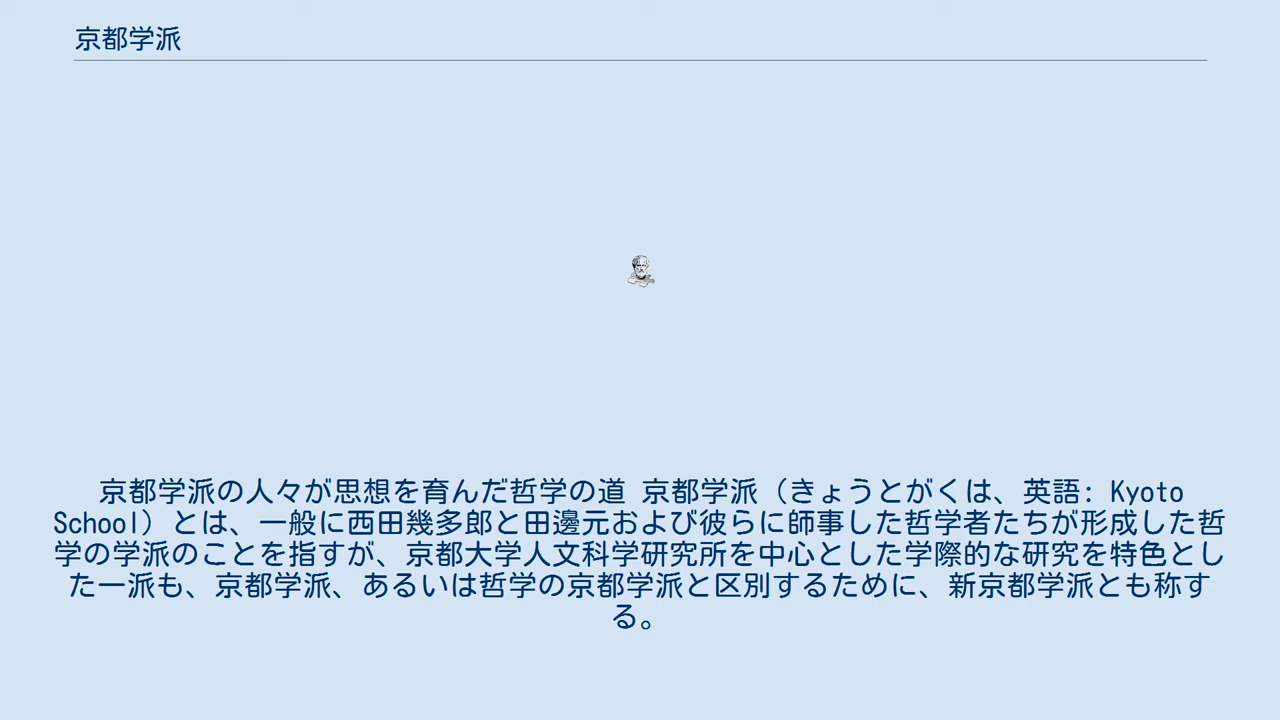 京都学派
京都学派の人々が思想を育んだ哲学の道 京都学派（きょうとがくは、英語: Kyoto
School）とは、一般に西田幾多郎と田邊元および彼らに師事した哲学者たちが形成した哲
学の学派のことを指すが、京都大学人文科学研究所を中心とした学際的な研究を特色とし
た一派も、京都学派、あるいは哲学の京都学派と区別するために、新京都学派とも称す
る。